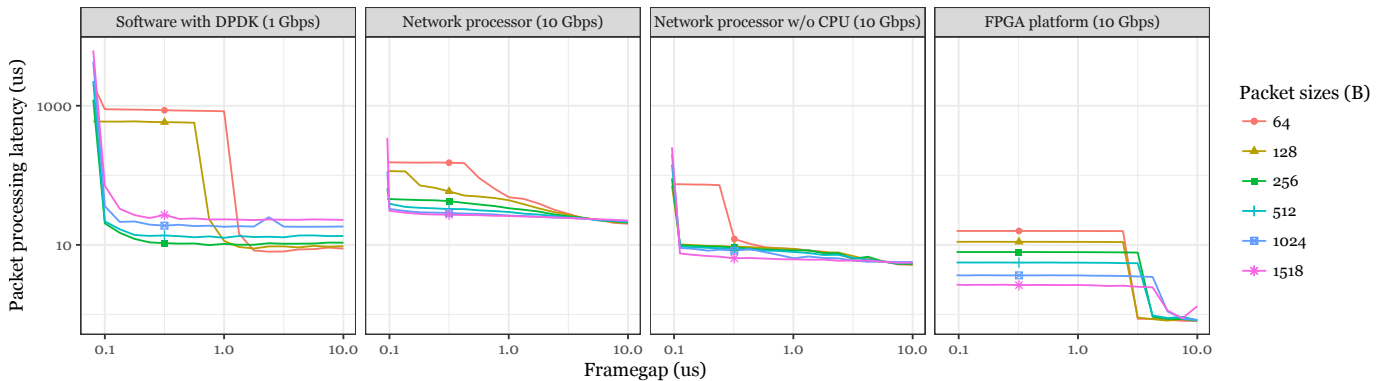 Software with DPDK (1 Gbps)
Network processor (10 Gbps)
Network processor w/o CPU (10 Gbps)
FPGA platform (10 Gbps)
Packet processing latency (us)
1000
10
0.1
1.0
10.0
0.1
1.0
10.0
0.1
1.0
10.0
0.1
1.0
10.0
Framegap (us)
Packet sizes (B)
64
128
256
512
1024
1518